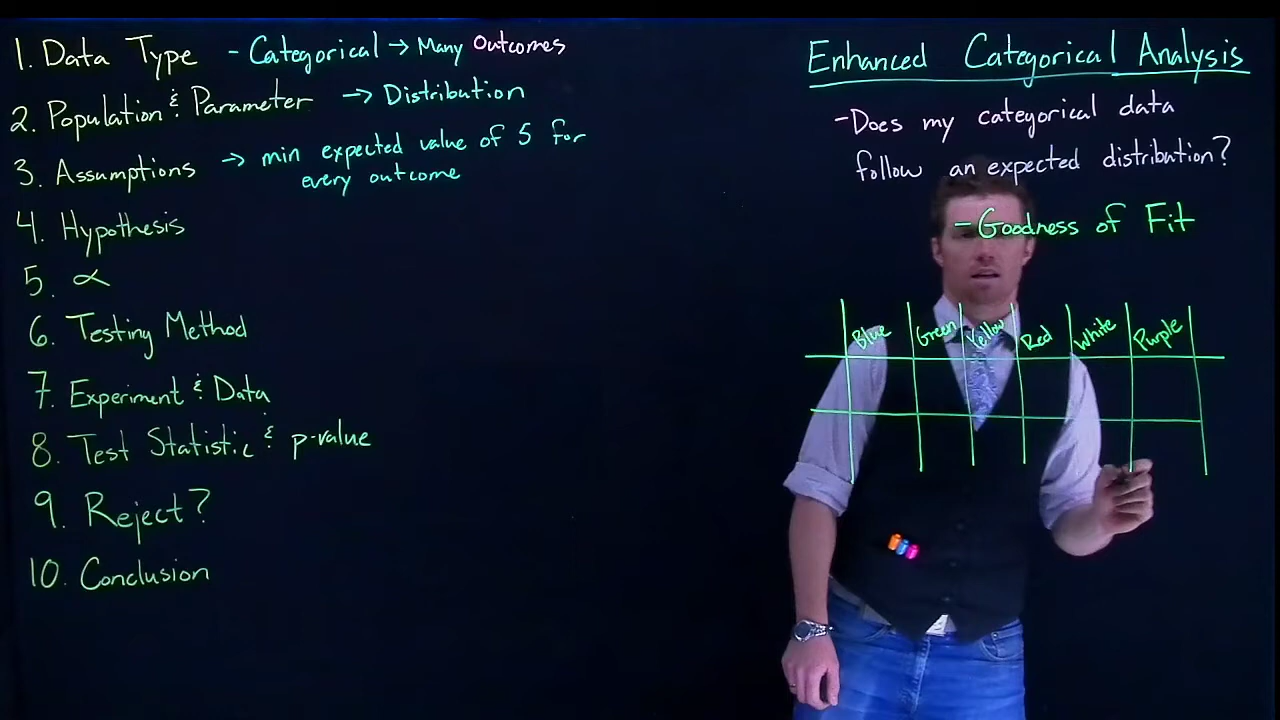 1. Data Type - Categorical → Many Outcomes
2. Population & Parameter → Distribution
3. Assumptions → min expected value of 5 for
every outcome
4. Hypothesis
5. α
6. Testing Method
7. Experiment & Data
8. Test Statistic & p-value
9. Reject?
10. Conclusion
Enhanced Categorical Analysis
-Does my categorical data
follow an expected distribution?
-Goodness of Fit
Blue Green Yellow Red White Purple